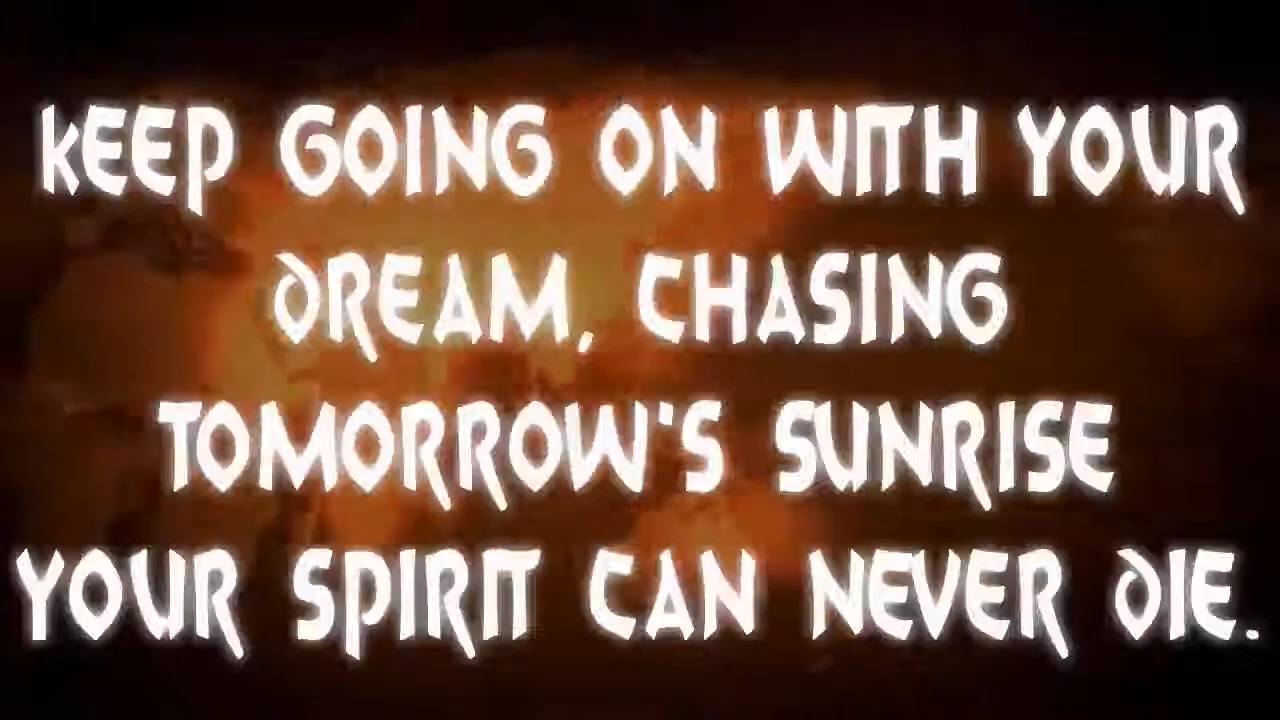 KEEP GOING ON WITH YOUR
DREAM, CHASING
TOMORROW'S SUNRISE
YOUR SPIRIT CAN NEVER DIE.